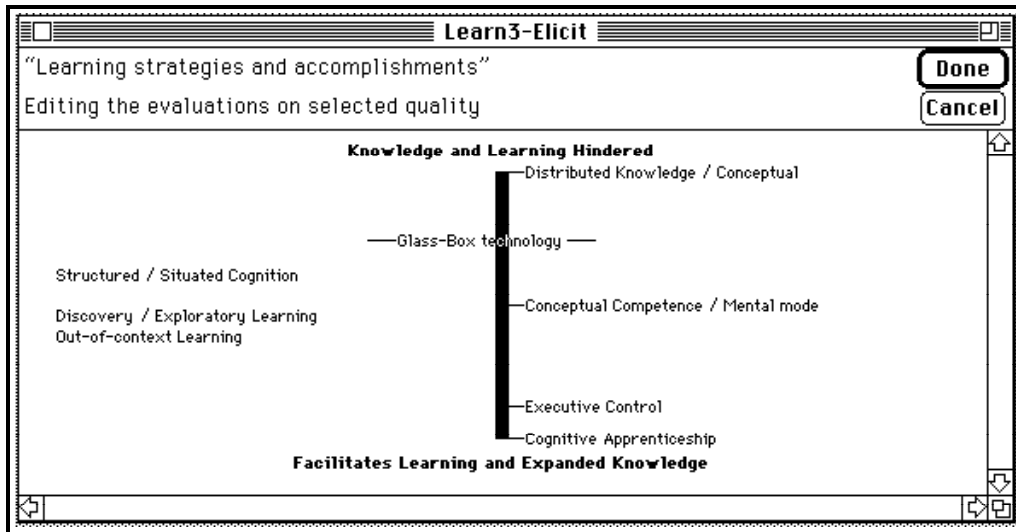 Learn3-Elicit
“Learning strategies and accomplishments”
Done
Editing the evaluations on selected quality
Cancel
Knowledge and Learning Hindered
Distributed Knowledge / Conceptual
Glass-Box technology
Structured / Situated Cognition
Conceptual Competence / Mental mode
Discovery / Exploratory Learning
Out-of-context Learning
Executive Control
Cognitive Apprenticeship
Facilitates Learning and Expanded Knowledge